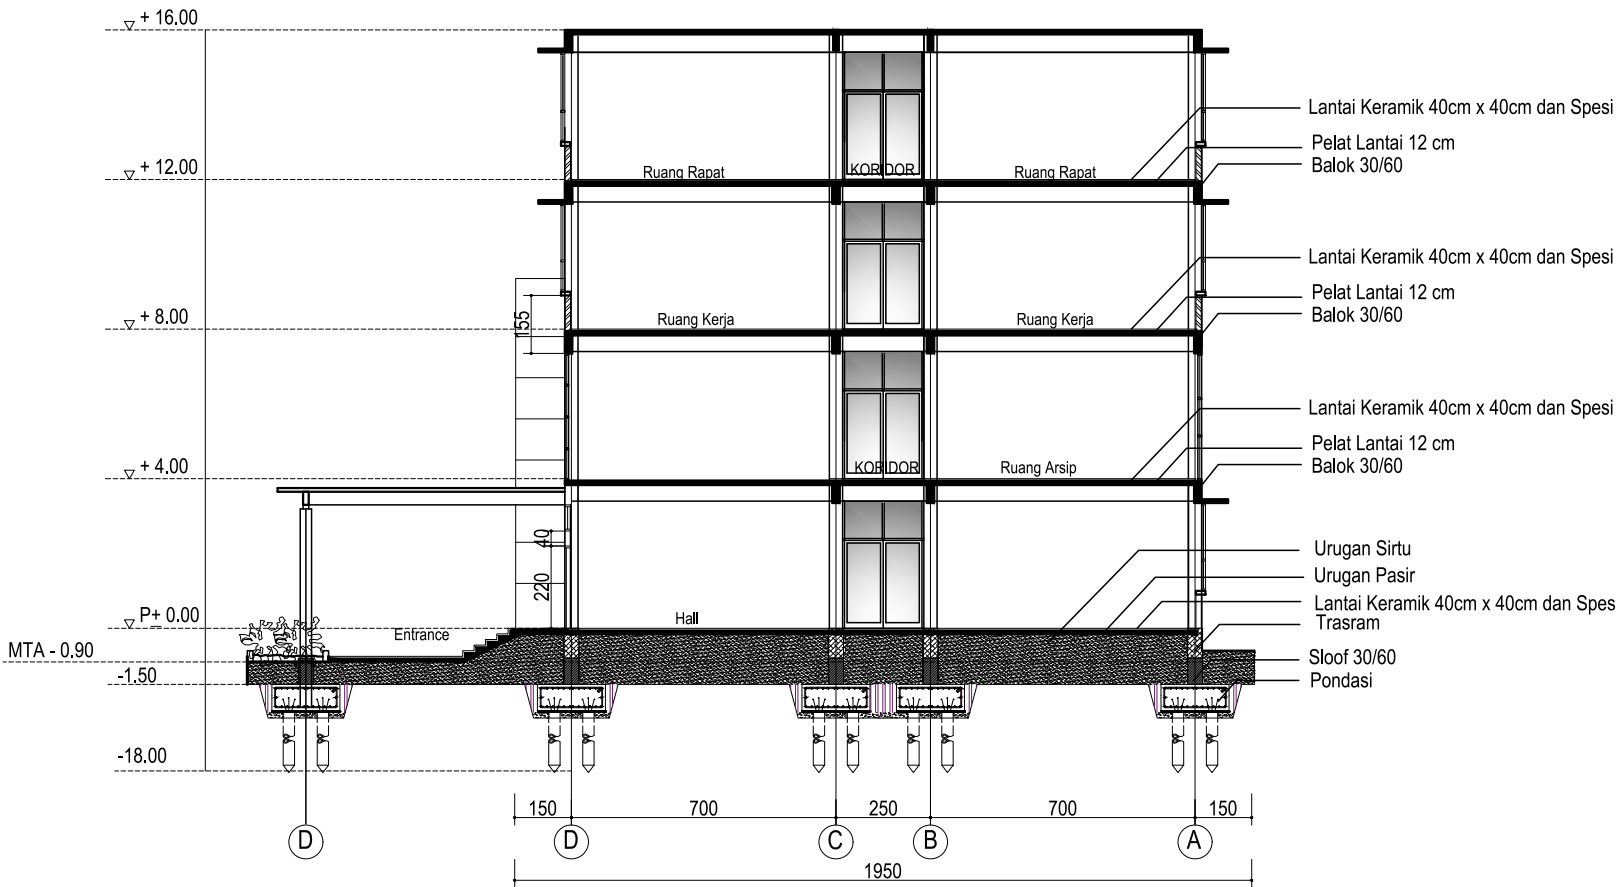 + 16.00
Lantai Keramik 40cm x 40cm dan Spesi
Pelat Lantai 12 cm
+ 12.00
Ruang Rapat
KORIDOR
Ruang Rapat
Balok 30/60
Lantai Keramik 40cm x 40cm dan Spesi
Pelat Lantai 12 cm
+ 8.00
155
Ruang Kerja
Ruang Kerja
Balok 30/60
Lantai Keramik 40cm x 40cm dan Spesi
Pelat Lantai 12 cm
+ 4.00
KORIDOR
Ruang Arsip
Balok 30/60
40
Urugan Sirtu
220
Urugan Pasir
P+ 0.00
Lantai Keramik 40cm x 40cm dan Spes
Hall
Trasram
Entrance
MTA - 0.90
Sloof 30/60
-1.50
Pondasi
-18.00
150
700
250
700
150
D
D
C
B
A
1950